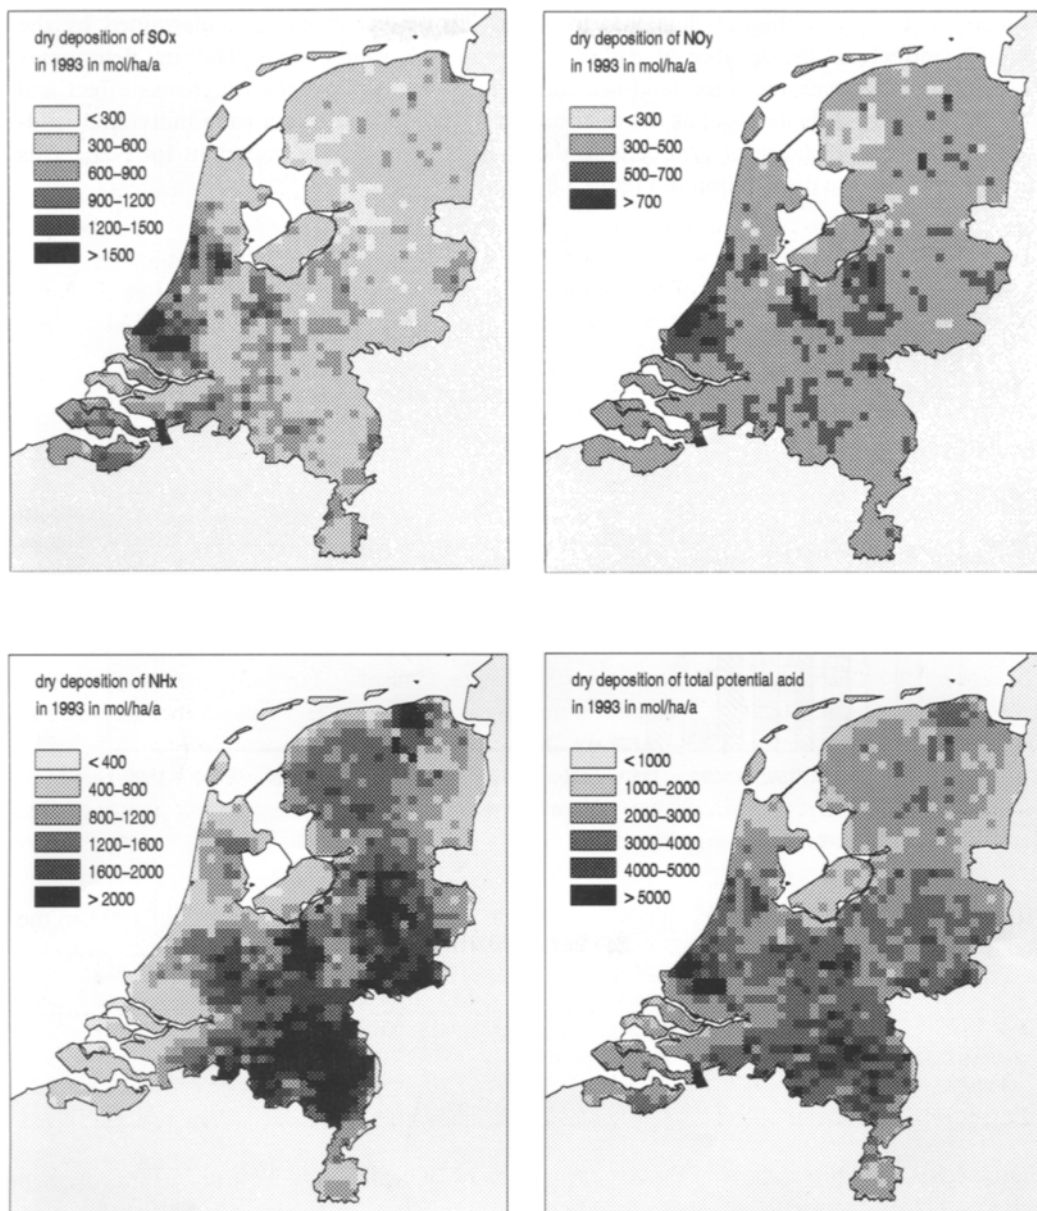 dry deposition of SOx
in 1993 in mol/ha/a
<300
300–600
600–900
900–1200
1200–1500
>1500
dry deposition of NOy
in 1993 in mol/ha/a
<300
300–500
500–700
>700
dry deposition of NHx
in 1993 in mol/ha/a
<400
400–800
800–1200
1200–1600
1600–2000
>2000
dry deposition of total potential acid
in 1993 in mol/ha/a
<1000
1000–2000
2000–3000
3000–4000
4000–5000
>5000